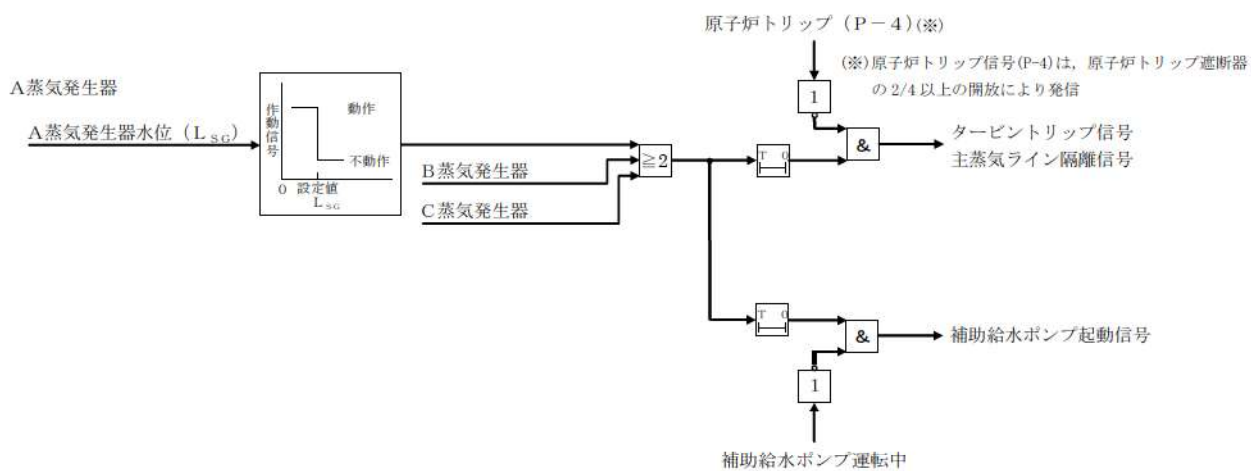 原子炉トリップ（Ｐ－４）(※)
(※)原子炉トリップ信号(P-4)は，原子炉トリップ遮断器
の 2/4 以上の開放により発信
1
Ａ蒸気発生器
Ａ蒸気発生器水位（ＬSG）
作動信号
動作
不動作
0
設定値
ＬSG
Ｂ蒸気発生器
Ｃ蒸気発生器
≧2
T 0
&
タービントリップ信号
主蒸気ライン隔離信号
T 0
&
補助給水ポンプ起動信号
1
補助給水ポンプ運転中